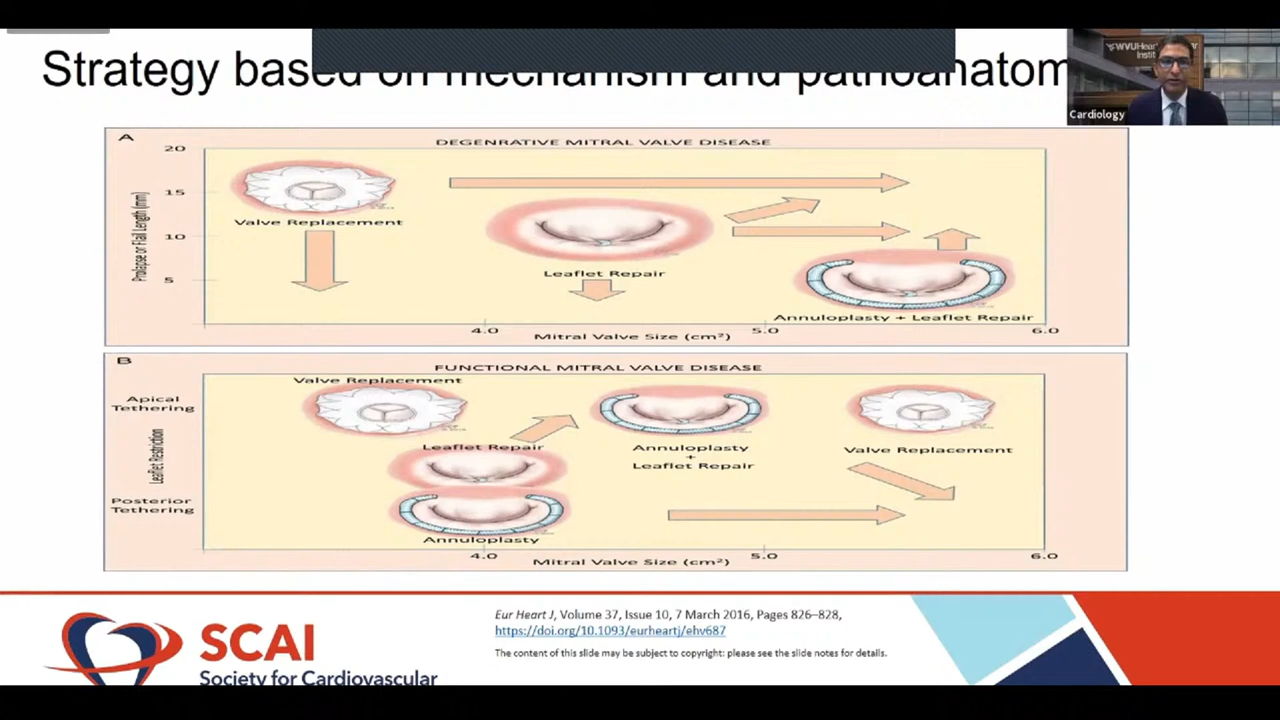 Strategy based on mechanism and pathoanatom
WVUHeart
Instit
Cardiology
A
DEGENRATIVE MITRAL VALVE DISEASE
20
15
10
5
Prolapse or Flail Length (mm)
Valve Replacement
Leaflet Repair
Annuloplasty + Leaflet Repair
4.0
5.0
6.0
Mitral Valve Size (cm²)
B
FUNCTIONAL MITRAL VALVE DISEASE
Apical
Tethering
Leaflet Restriction
Posterior
Tethering
Valve Replacement
Leaflet Repair
Annuloplasty
Annuloplasty
+
Leaflet Repair
Valve Replacement
4.0
5.0
6.0
Mitral Valve Size (cm²)
SCAI
Society for Cardiovascular
Eur Heart J, Volume 37, Issue 10, 7 March 2016, Pages 826–828,
https://doi.org/10.1093/eurheartj/ehv687
The content of this slide may be subject to copyright: please see the slide notes for details.